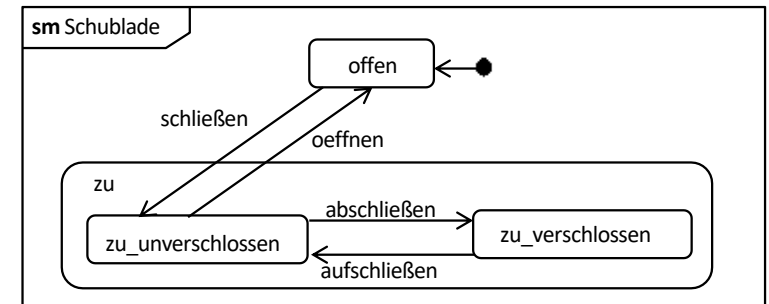 sm Schublade
offen
schließen
oeffnen
zu
abschließen
zu_unverschlossen
zu_verschlossen
aufschließen